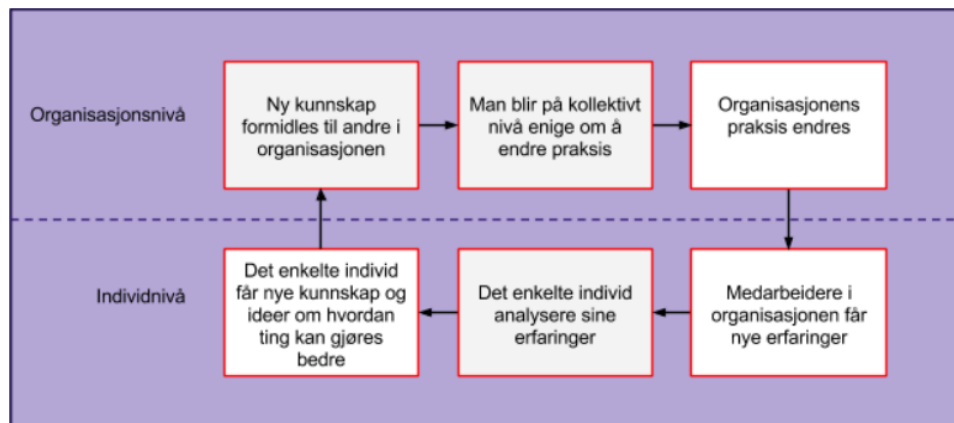 Organisasjonsnivå
Ny kunnskap
formidles til andre i
organisasjonen
Man blir på kollektivt
nivå enige om å
endre praksis
Organisasjonens
praksis endres
Individnivå
Det enkelte individ
får nye kunnskap og
ideer om hvordan
ting kan gjøres
bedre
Det enkelte individ
analysere sine
erfaringer
Medarbeidere i
organisasjonen får
nye erfaringer